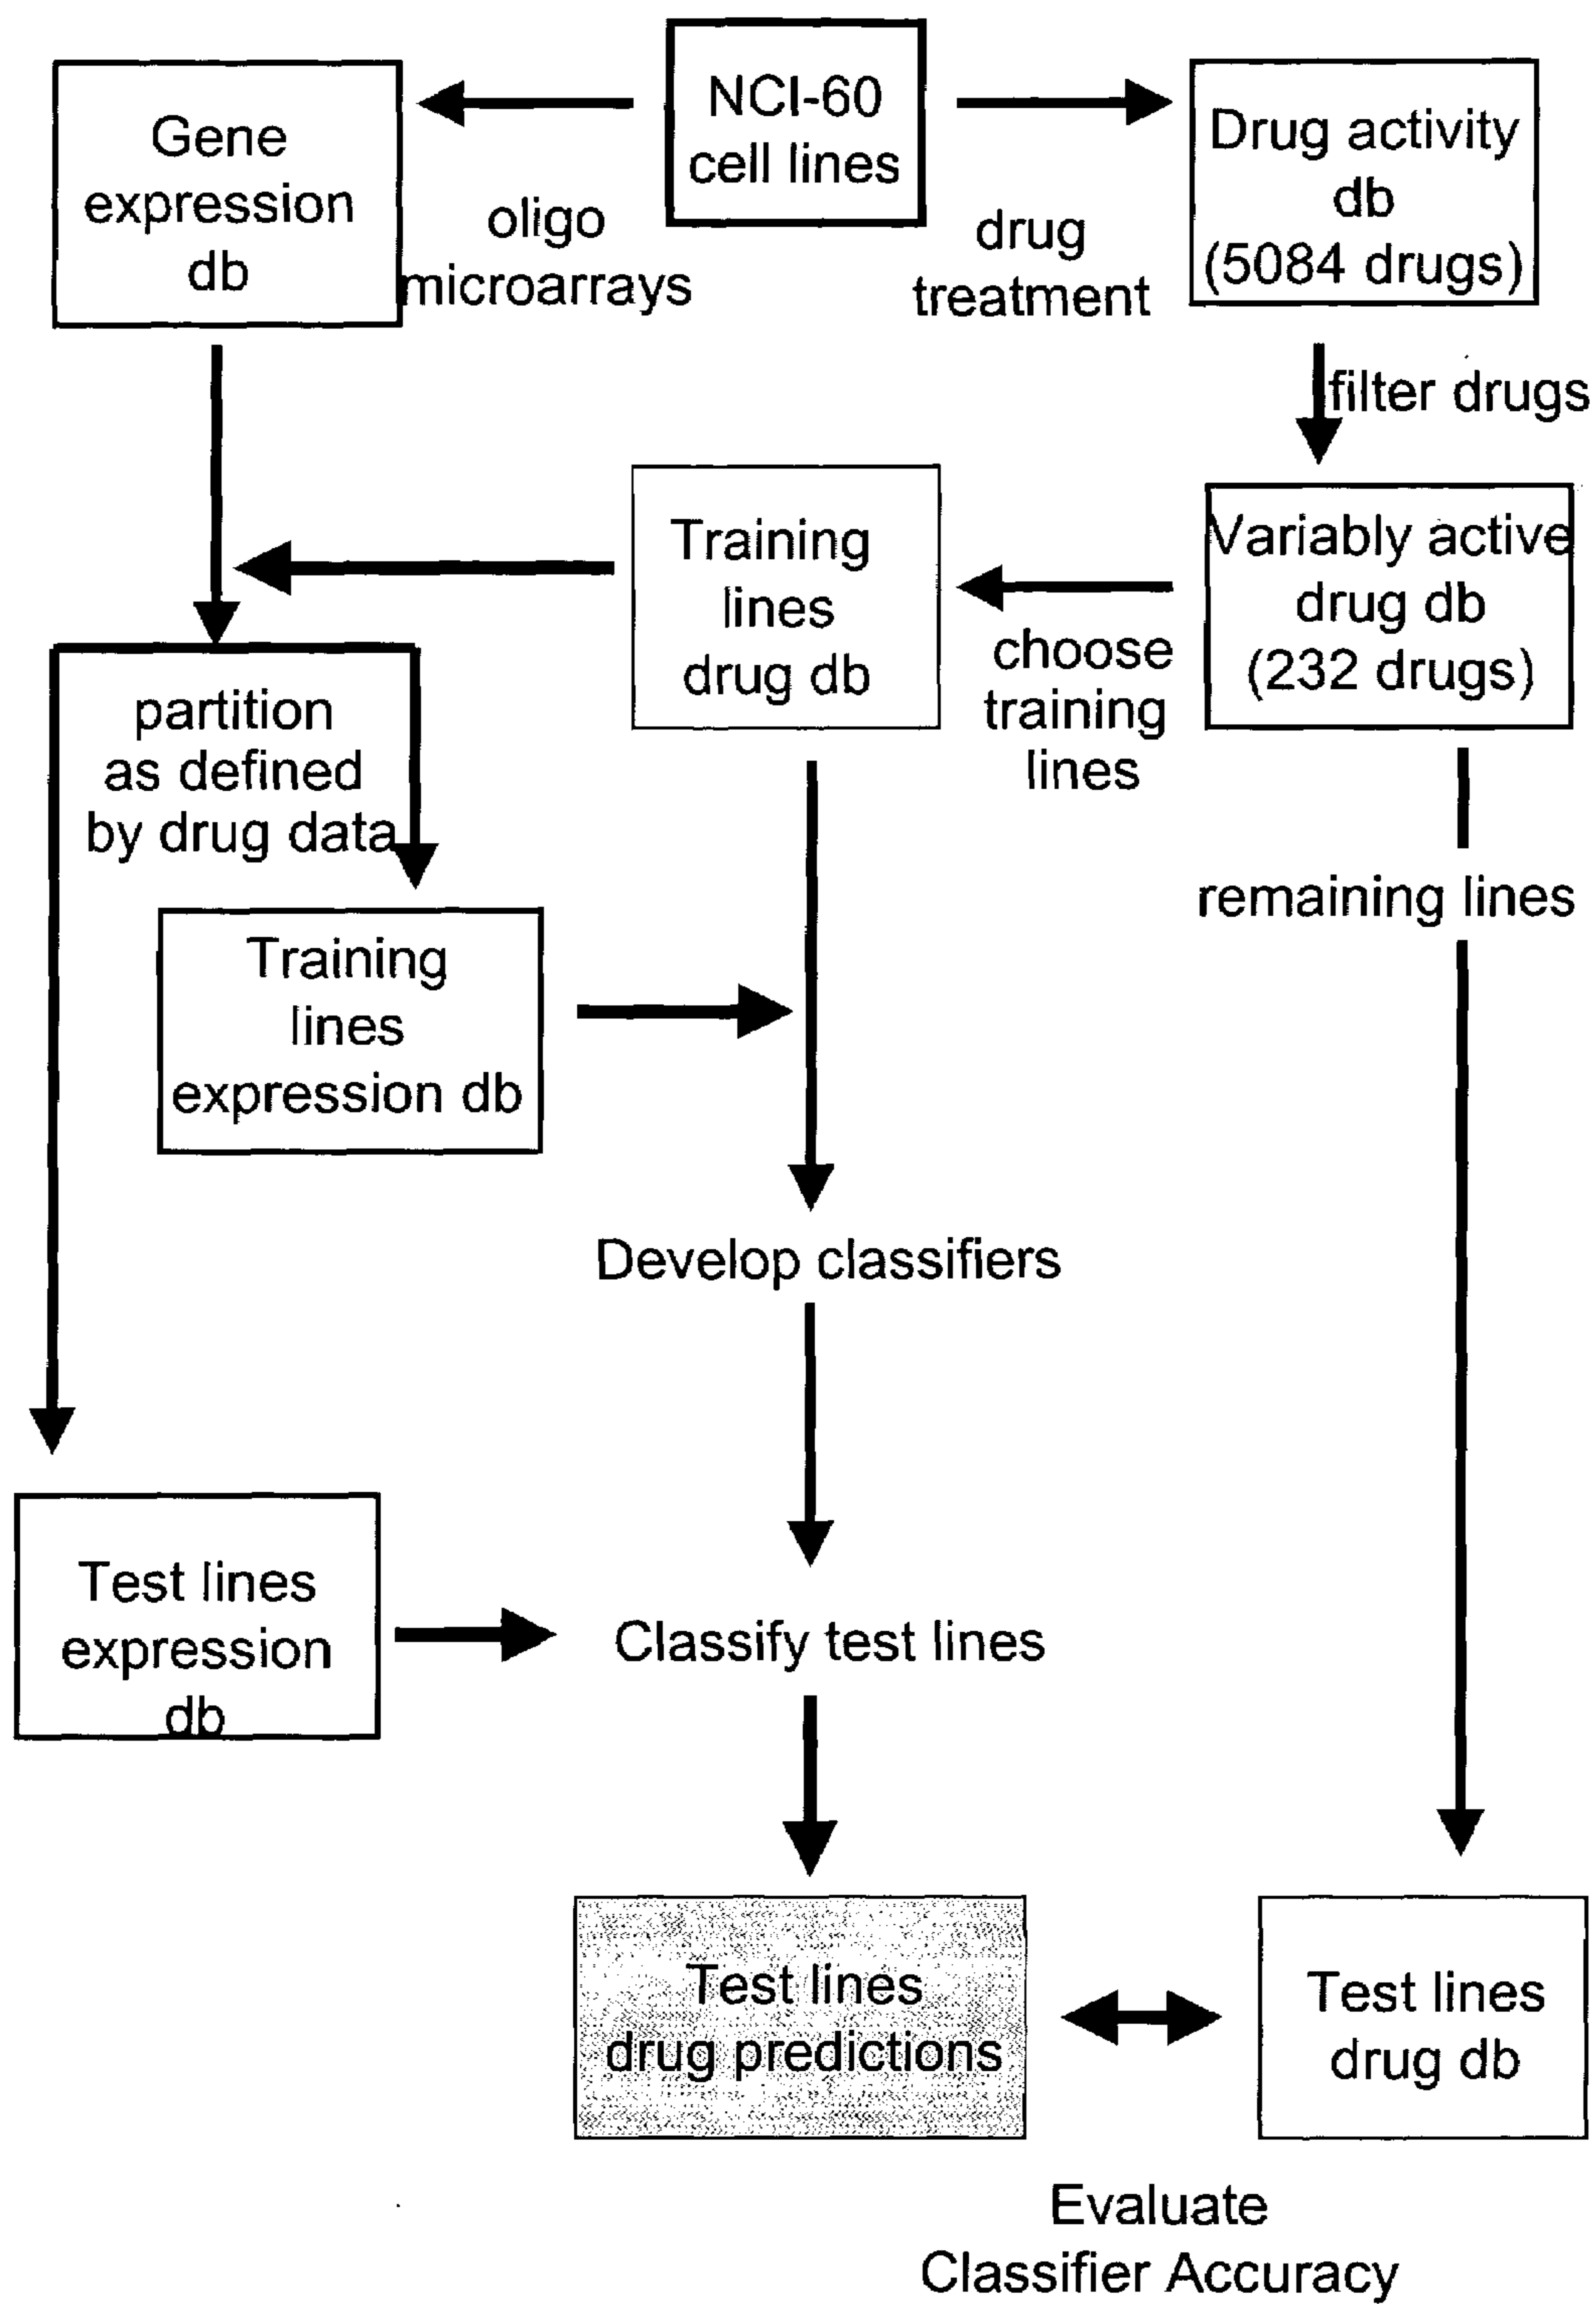 NCI-60
cell lines
Gene
expression
db
oligo
microarrays
drug
treatment
Drug activity
db
(5084 drugs)
filter drugs
Training
lines
drug db
choose
training
lines
Variably active
drug db
(232 drugs)
partition
as defined
by drug data
remaining lines
Training
lines
expression db
Develop classifiers
Test lines
expression
db
Classify test lines
Test lines
drug predictions
Test lines
drug db
Evaluate
Classifier Accuracy